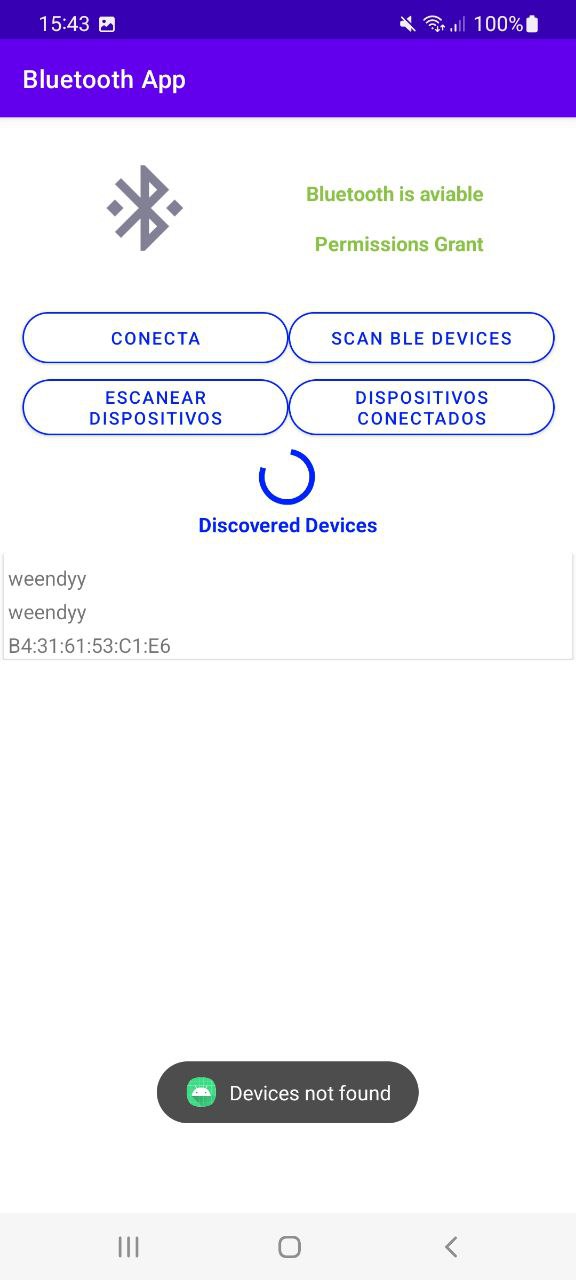 15:43 100%
Bluetooth App
Bluetooth is aviable
Permissions Grant
CONECTA SCAN BLE DEVICES
ESCANEAR DISPOSITIVOS
DISPOSITIVOS CONECTADOS
Discovered Devices
weendyy
weendyy
B4:31:61:53:C1:E6
Devices not found